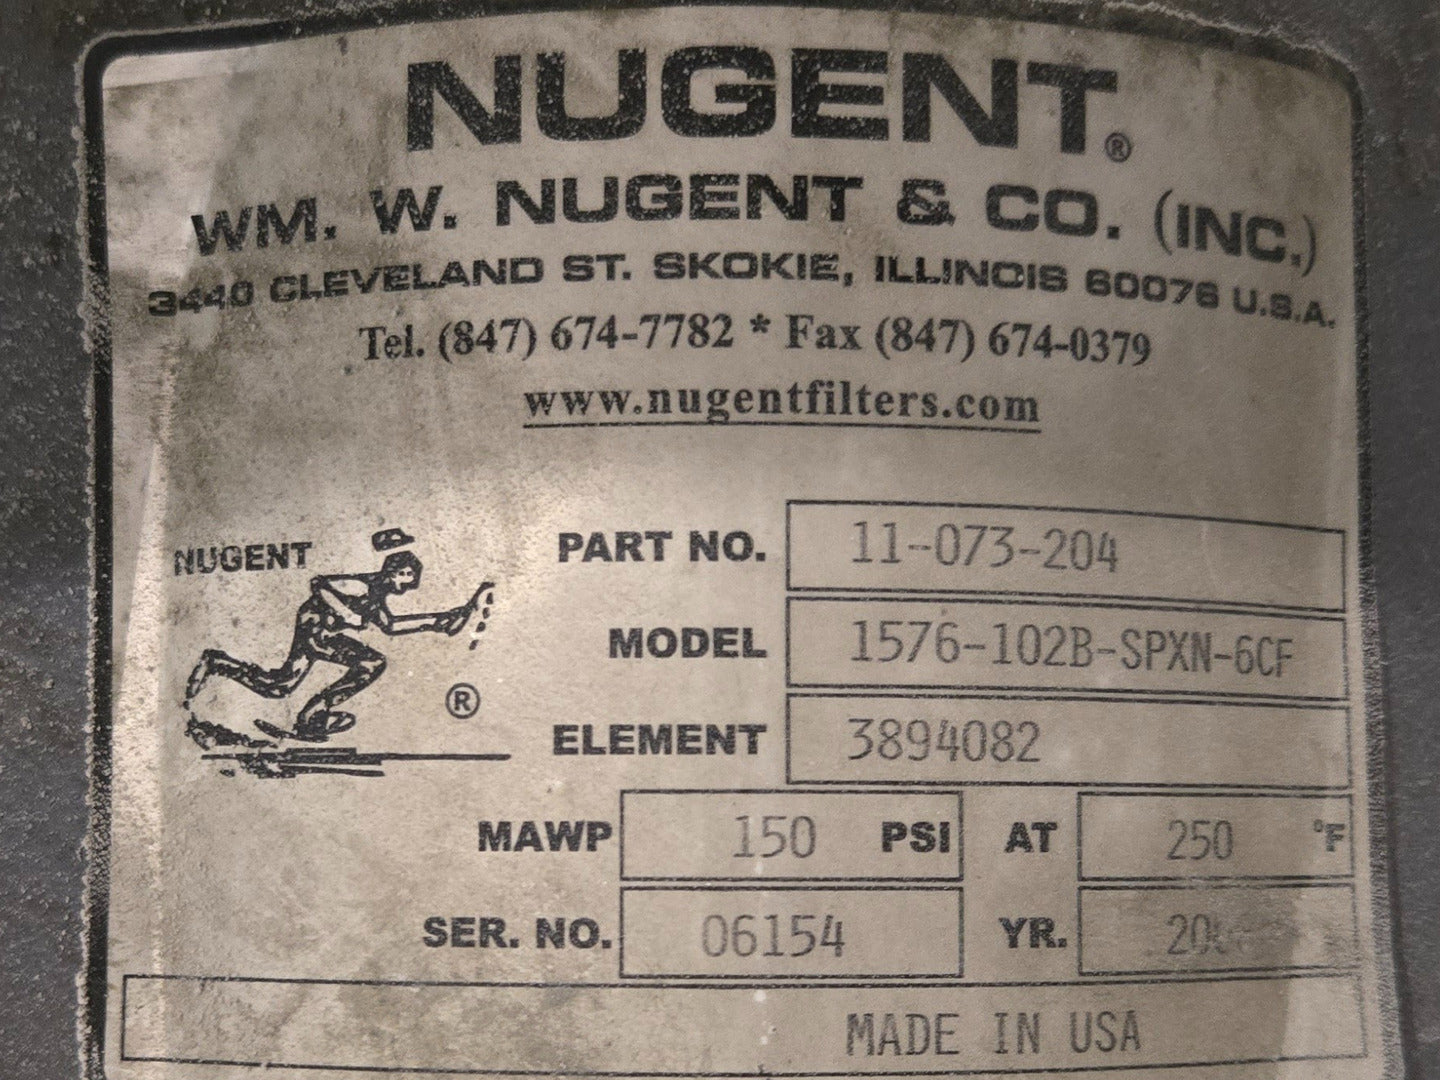 NUGENT®
WM. W. NUGENT & CO. (INC.)
3440 CLEVELAND ST. SKOKIE, ILLINOIS 60076 U.S.A.
Tel. (847) 674-7782 * Fax (847) 674-0379
www.nugentfilters.com
NUGENT
®
PART NO. 11-073-204
MODEL 1576-102B-SPXN-6CF
ELEMENT 3894082
MAWP 150 PSI AT 250 °F
SER. NO. 06154 YR.
MADE IN USA